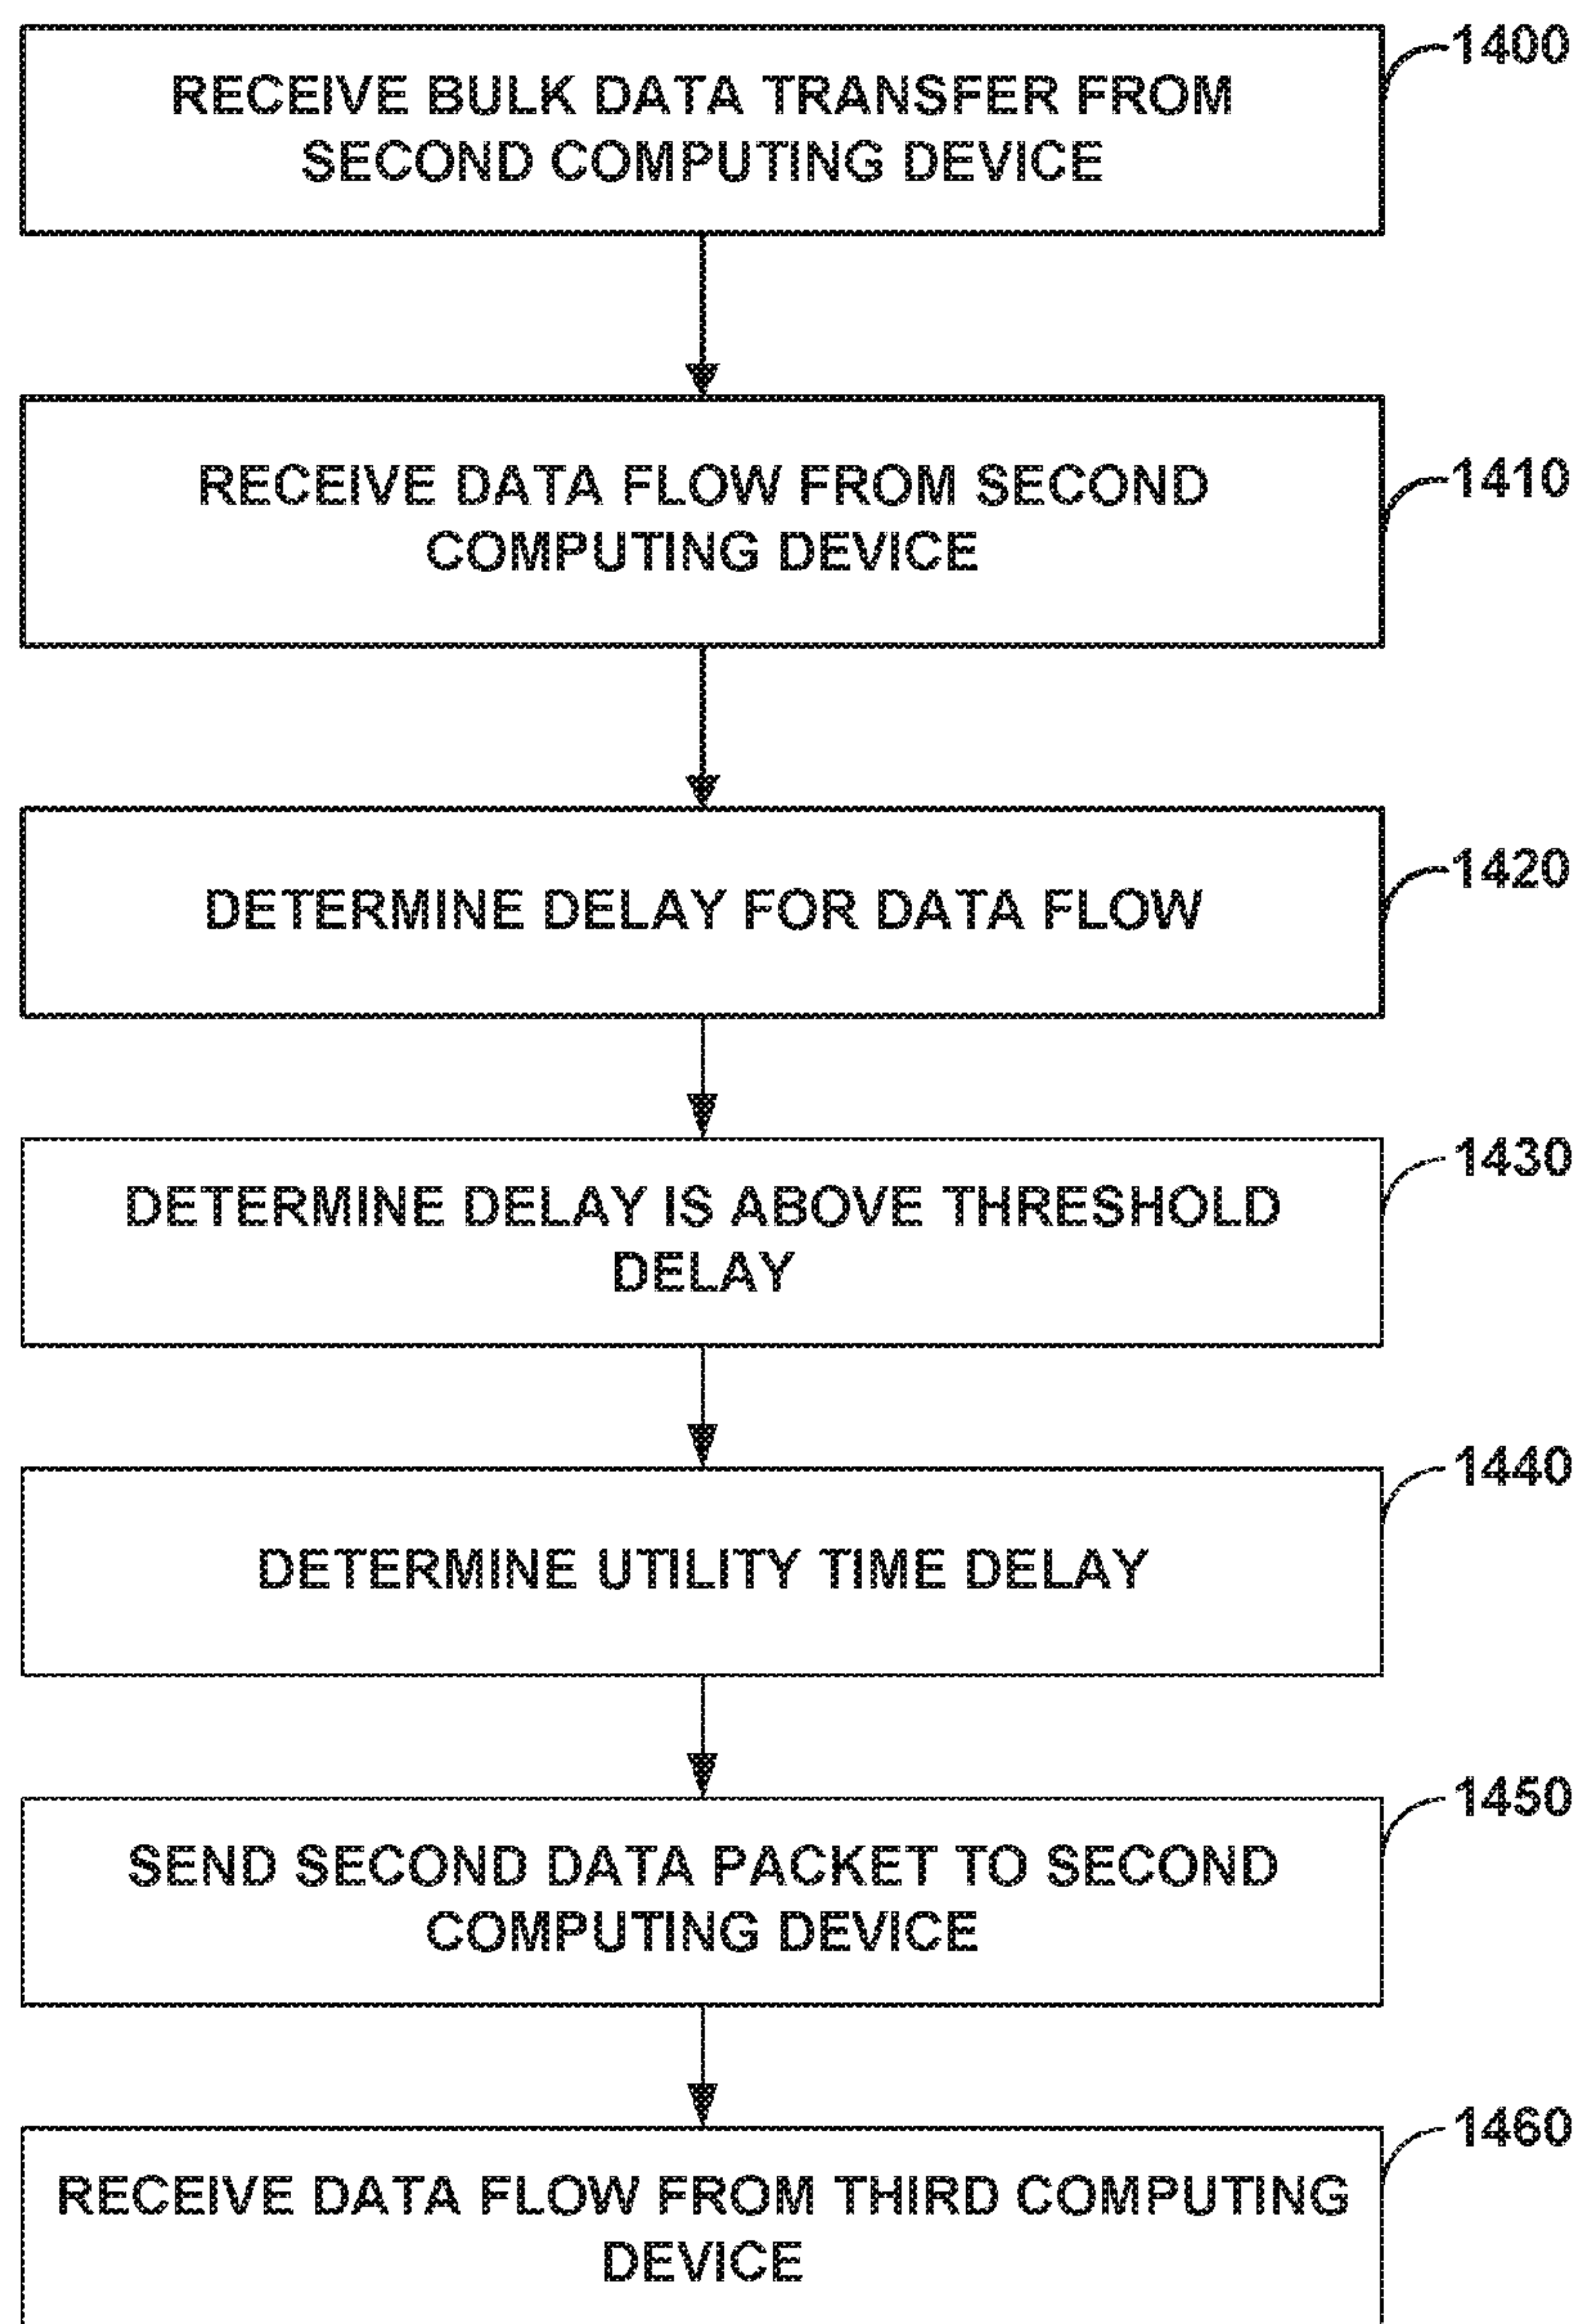 1400
RECEIVE BULK DATA TRANSFER FROM
SECOND COMPUTING DEVICE
1410
RECEIVE DATA FLOW FROM SECOND
COMPUTING DEVICE
1420
DETERMINE DELAY FOR DATA FLOW
1430
DETERMINE DELAY IS ABOVE THRESHOLD
DELAY
1440
DETERMINE UTILITY TIME DELAY
1450
SEND SECOND DATA PACKET TO SECOND
COMPUTING DEVICE
1460
RECEIVE DATA FLOW FROM THIRD COMPUTING
DEVICE